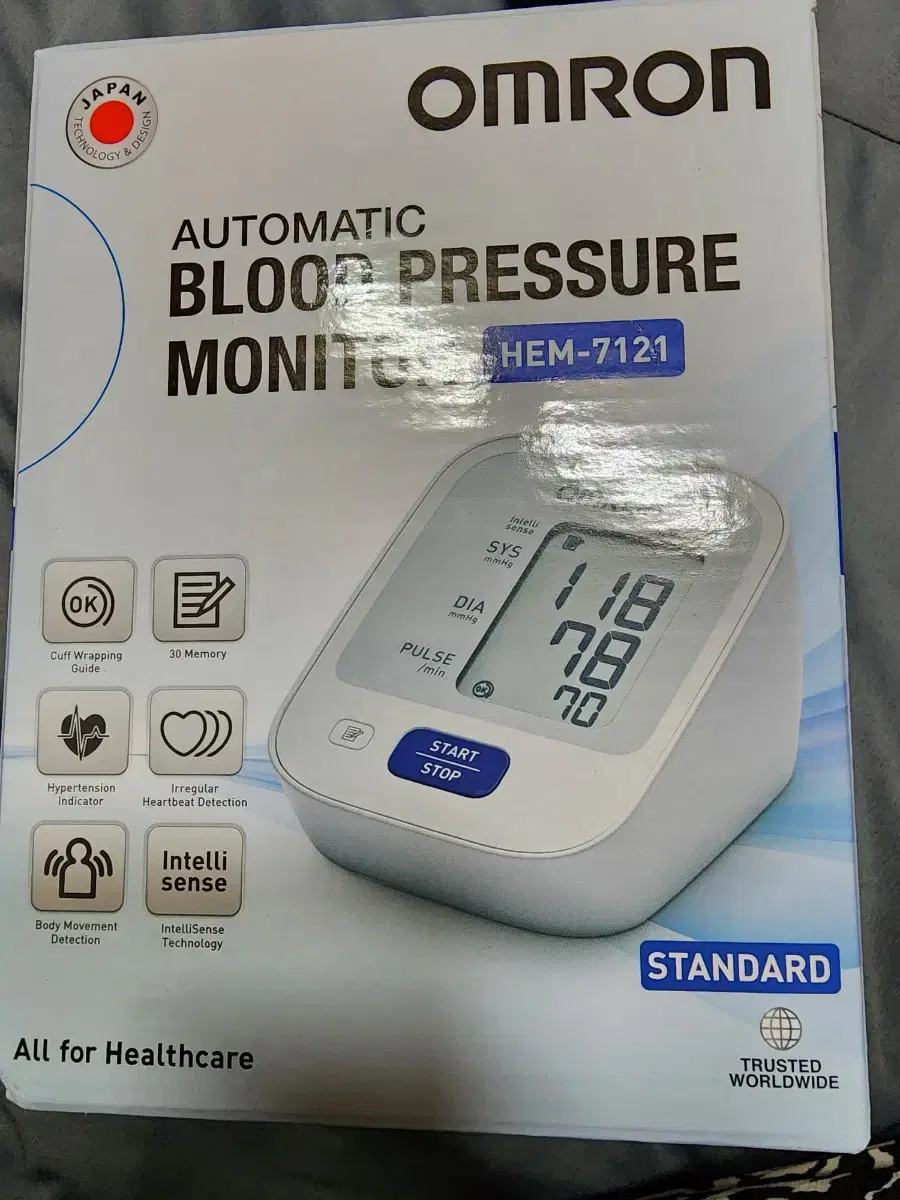 JAPAN
TECHNOLOGY & DESIGN
OMRON
AUTOMATIC
BLOOD PRESSURE
MONITOR HEM-7121
Intelli
sense
SYS
mmHg
118
DIA
mmHg
78
PULSE
/min
OK
70
START
STOP
OK
Cuff Wrapping
Guide
30 Memory
Hypertension
Indicator
Irregular
Heartbeat Detection
Body Movement
Detection
Intelli
sense
IntelliSense
Technology
STANDARD
All for Healthcare
TRUSTED
WORLDWIDE